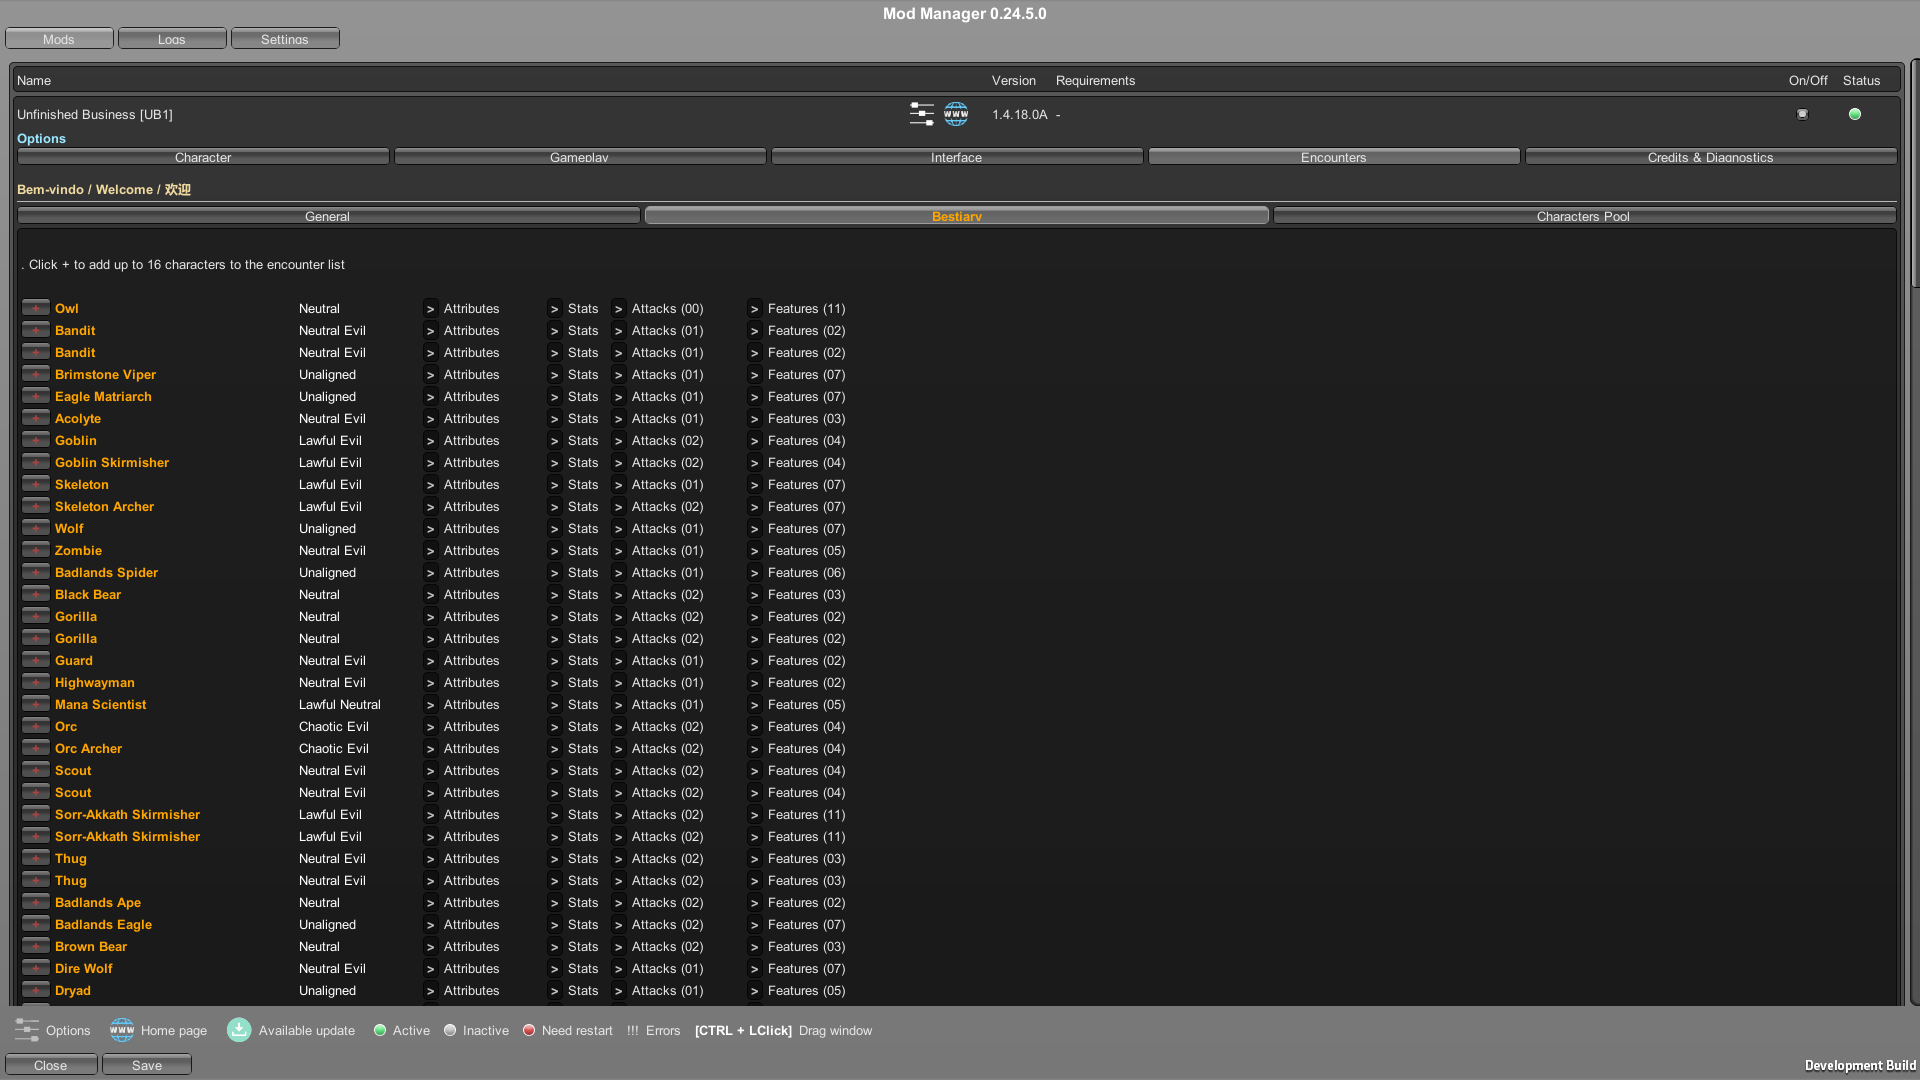 Mod Manager 0.24.5.0
Mods Logs Settings
Name Version Requirements On/Off Status
Unfinished Business [UB1] www 1.4.18.0A -
Options
Character Gameplay Interface Encounters Credits & Diagnostics
Bem-vindo / Welcome / 欢迎
General Bestiary Characters Pool
. Click + to add up to 16 characters to the encounter list
+ Owl Neutral > Attributes > Stats > Attacks (00) > Features (11)
+ Bandit Neutral Evil > Attributes > Stats > Attacks (01) > Features (02)
+ Bandit Neutral Evil > Attributes > Stats > Attacks (01) > Features (02)
+ Brimstone Viper Unaligned > Attributes > Stats > Attacks (01) > Features (07)
+ Eagle Matriarch Unaligned > Attributes > Stats > Attacks (01) > Features (07)
+ Acolyte Neutral Evil > Attributes > Stats > Attacks (01) > Features (03)
+ Goblin Lawful Evil > Attributes > Stats > Attacks (02) > Features (04)
+ Goblin Skirmisher Lawful Evil > Attributes > Stats > Attacks (02) > Features (04)
+ Skeleton Lawful Evil > Attributes > Stats > Attacks (01) > Features (07)
+ Skeleton Archer Lawful Evil > Attributes > Stats > Attacks (02) > Features (07)
+ Wolf Unaligned > Attributes > Stats > Attacks (01) > Features (07)
+ Zombie Neutral Evil > Attributes > Stats > Attacks (01) > Features (05)
+ Badlands Spider Unaligned > Attributes > Stats > Attacks (01) > Features (06)
+ Black Bear Neutral > Attributes > Stats > Attacks (02) > Features (03)
+ Gorilla Neutral > Attributes > Stats > Attacks (02) > Features (02)
+ Gorilla Neutral > Attributes > Stats > Attacks (02) > Features (02)
+ Guard Neutral Evil > Attributes > Stats > Attacks (01) > Features (02)
+ Highwayman Neutral Evil > Attributes > Stats > Attacks (01) > Features (02)
+ Mana Scientist Lawful Neutral > Attributes > Stats > Attacks (01) > Features (05)
+ Orc Chaotic Evil > Attributes > Stats > Attacks (02) > Features (04)
+ Orc Archer Chaotic Evil > Attributes > Stats > Attacks (02) > Features (04)
+ Scout Neutral Evil > Attributes > Stats > Attacks (02) > Features (04)
+ Scout Neutral Evil > Attributes > Stats > Attacks (02) > Features (04)
+ Sorr-Akkath Skirmisher Lawful Evil > Attributes > Stats > Attacks (02) > Features (11)
+ Sorr-Akkath Skirmisher Lawful Evil > Attributes > Stats > Attacks (02) > Features (11)
+ Thug Neutral Evil > Attributes > Stats > Attacks (02) > Features (03)
+ Thug Neutral Evil > Attributes > Stats > Attacks (02) > Features (03)
+ Badlands Ape Neutral > Attributes > Stats > Attacks (02) > Features (02)
+ Badlands Eagle Unaligned > Attributes > Stats > Attacks (02) > Features (07)
+ Brown Bear Neutral > Attributes > Stats > Attacks (02) > Features (03)
+ Dire Wolf Neutral Evil > Attributes > Stats > Attacks (01) > Features (07)
+ Dryad Unaligned > Attributes > Stats > Attacks (01) > Features (05)
Options www Home page Available update Active Inactive Need restart !!! Errors [CTRL + LClick] Drag window
Close Save Development Build